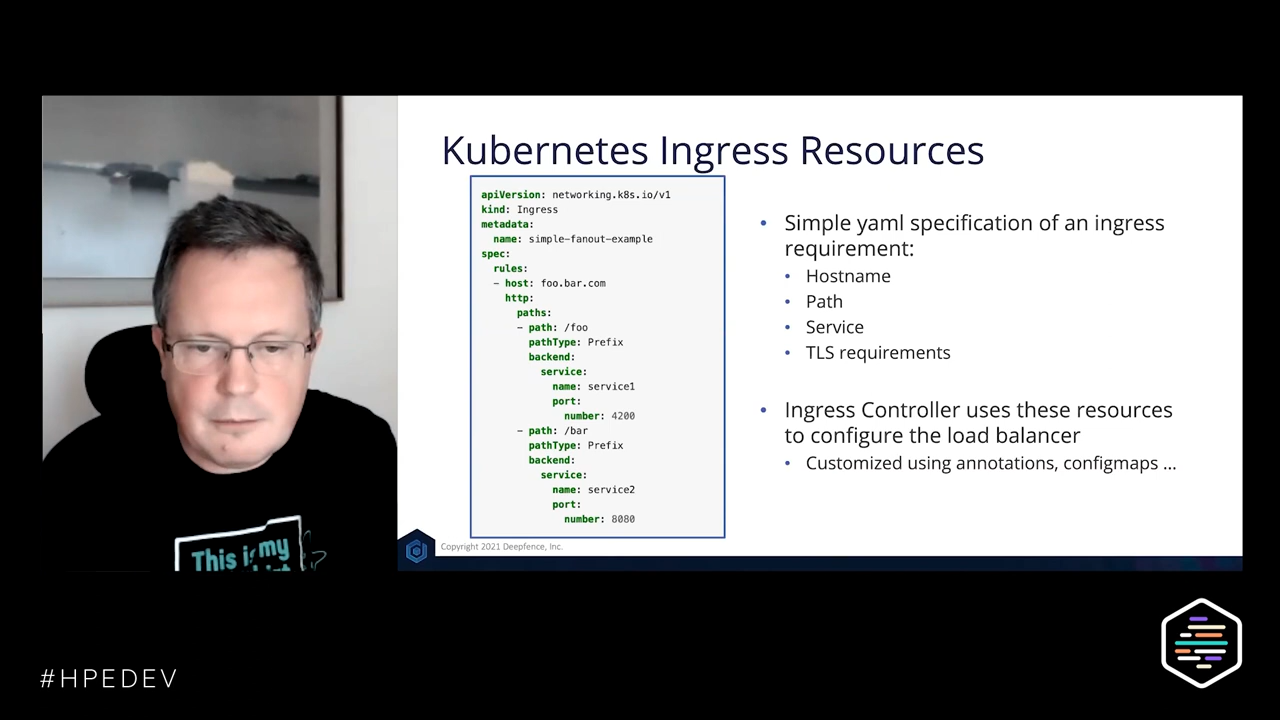 Kubernetes Ingress Resources
apiVersion: networking.k8s.io/v1
kind: Ingress
metadata:
  name: simple-fanout-example
spec:
  rules:
  - host: foo.bar.com
    http:
      paths:
      - path: /foo
        pathType: Prefix
        backend:
          service:
            name: service1
            port:
              number: 4200
      - path: /bar
        pathType: Prefix
        backend:
          service:
            name: service2
            port:
              number: 8080
• Simple yaml specification of an ingress
requirement:
• Hostname
• Path
• Service
• TLS requirements
• Ingress Controller uses these resources
to configure the load balancer
• Customized using annotations, configmaps ...
Copyright 2021 Deepfence, Inc.
This is my
#HPEDEV